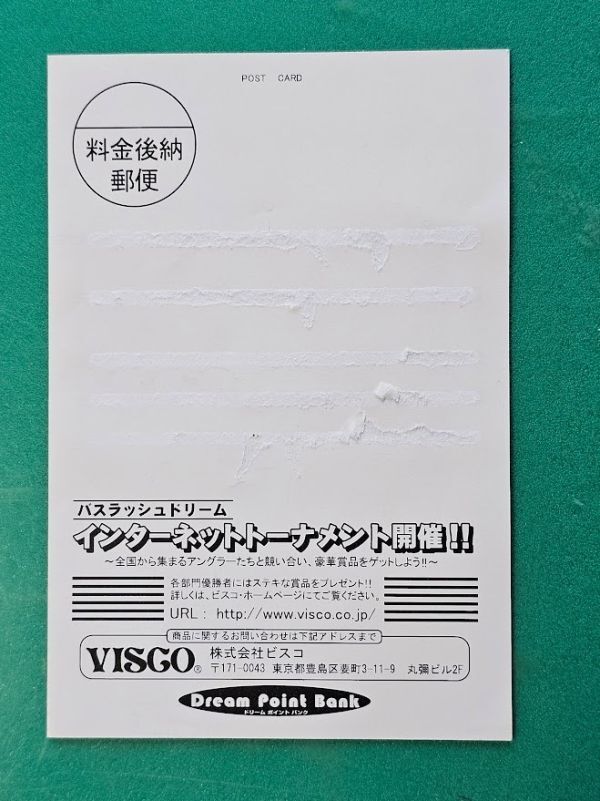 POST CARD
料金後納
郵便
バスラッシュドリーム
インターネットトーナメント開催!!
～全国から集まるアングラーたちと競い合い、豪華賞品をゲットしよう!!～
各部門優勝者にはステキな賞品をプレゼント!!
詳しくは、ビスコ・ホームページにてご覧ください。
URL : http://www.visco.co.jp/
商品に関するお問い合わせは下記アドレスまで
VISCO® 株式会社ビスコ
〒171-0043 東京都豊島区要町3-11-9 丸彌ビル2F
Dream Point Bank
ドリーム ポイント バンク